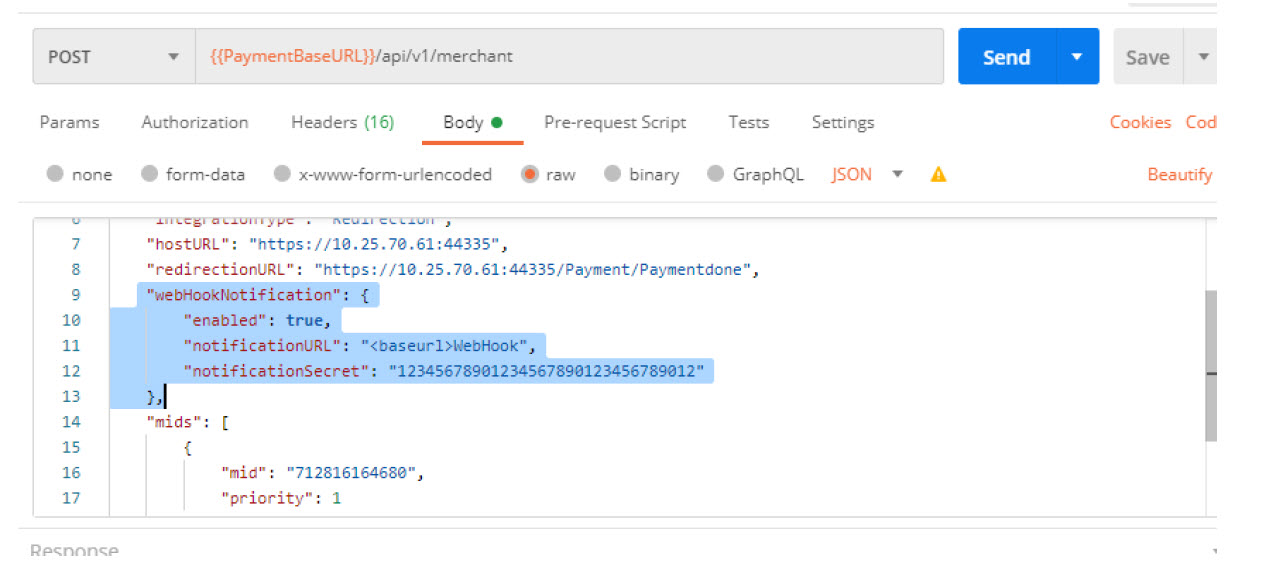 POST {{PaymentBaseURL}}/api/v1/merchant Send Save
Params Authorization Headers (16) Body Pre-request Script Tests Settings Cookies Cod
none form-data x-www-form-urlencoded raw binary GraphQL JSON Beautify
6 "integrationType": "Redirection",
7 "hostURL": "https://10.25.70.61:44335",
8 "redirectionURL": "https://10.25.70.61:44335/Payment/Paymentdone",
9 "webHookNotification": {
10 "enabled": true,
11 "notificationURL": "<baseurl>WebHook",
12 "notificationSecret": "12345678901234567890123456789012"
13 },
14 "mids": [
15 {
16 "mid": "712816164680",
17 "priority": 1
Response